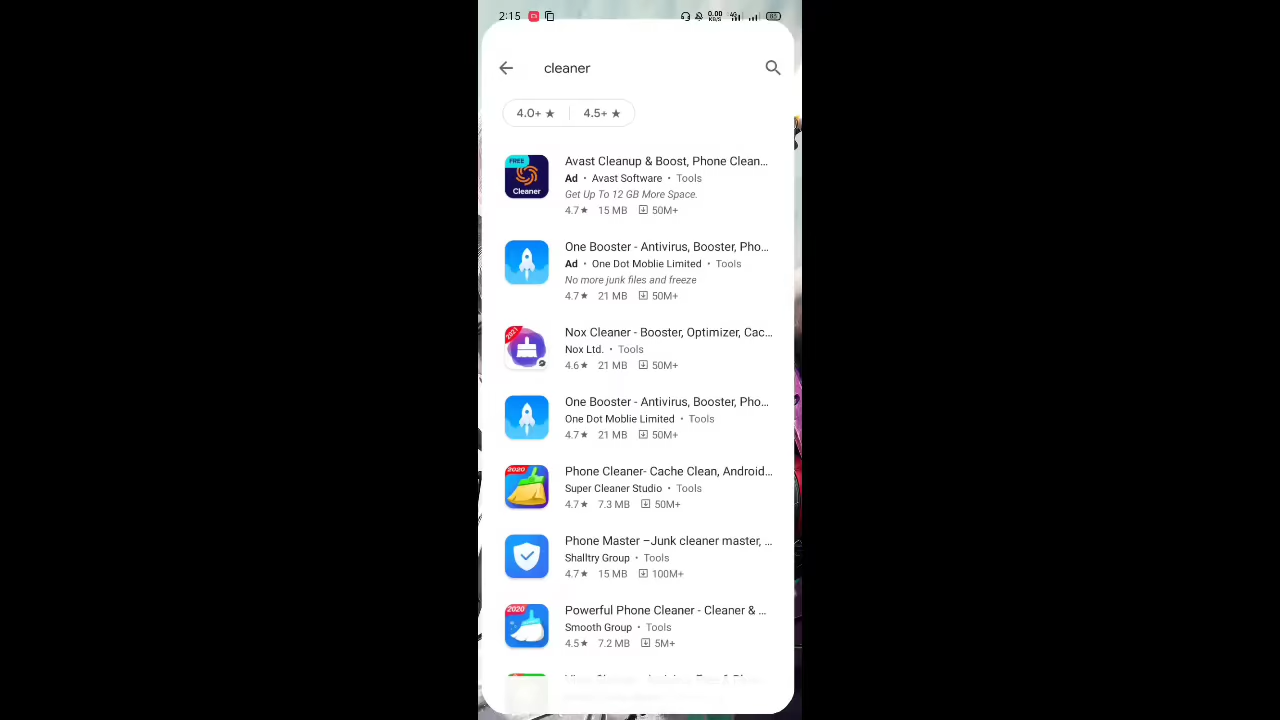 2:15
0.00
KB/S
4G
85
cleaner
4.0+ ★
4.5+ ★
FREE
Cleaner
Avast Cleanup & Boost, Phone Clean...
Ad • Avast Software • Tools
Get Up To 12 GB More Space.
4.7★ 15 MB 50M+
One Booster - Antivirus, Booster, Pho...
Ad • One Dot Moblie Limited • Tools
No more junk files and freeze
4.7★ 21 MB 50M+
2021
Nox Cleaner - Booster, Optimizer, Cac...
Nox Ltd. • Tools
4.6★ 21 MB 50M+
One Booster - Antivirus, Booster, Pho...
One Dot Moblie Limited • Tools
4.7★ 21 MB 50M+
2020
Phone Cleaner- Cache Clean, Android...
Super Cleaner Studio • Tools
4.7★ 7.3 MB 50M+
Phone Master –Junk cleaner master, ...
Shalltry Group • Tools
4.7★ 15 MB 100M+
2020
Powerful Phone Cleaner - Cleaner & ...
Smooth Group • Tools
4.5★ 7.2 MB 5M+